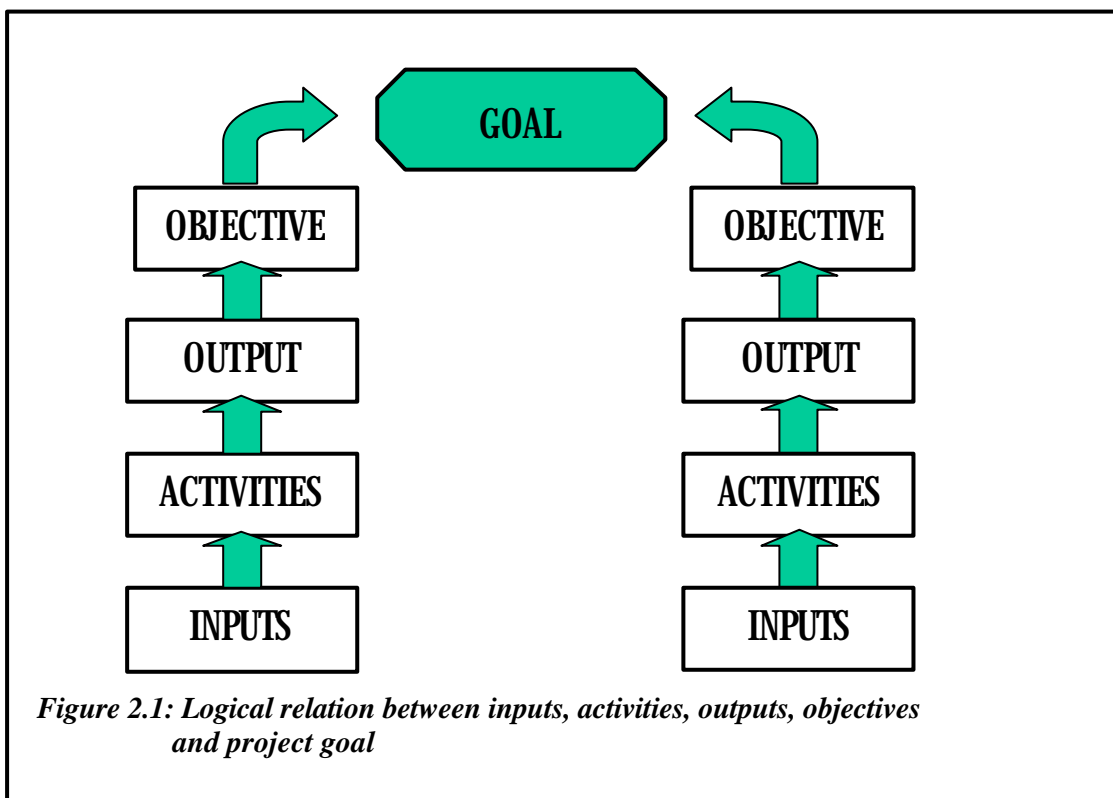 GOAL
OBJECTIVE
OBJECTIVE
OUTPUT
OUTPUT
ACTIVITIES
ACTIVITIES
INPUTS
INPUTS
Figure 2.1: Logical relation between inputs, activities, outputs, objectives
and project goal